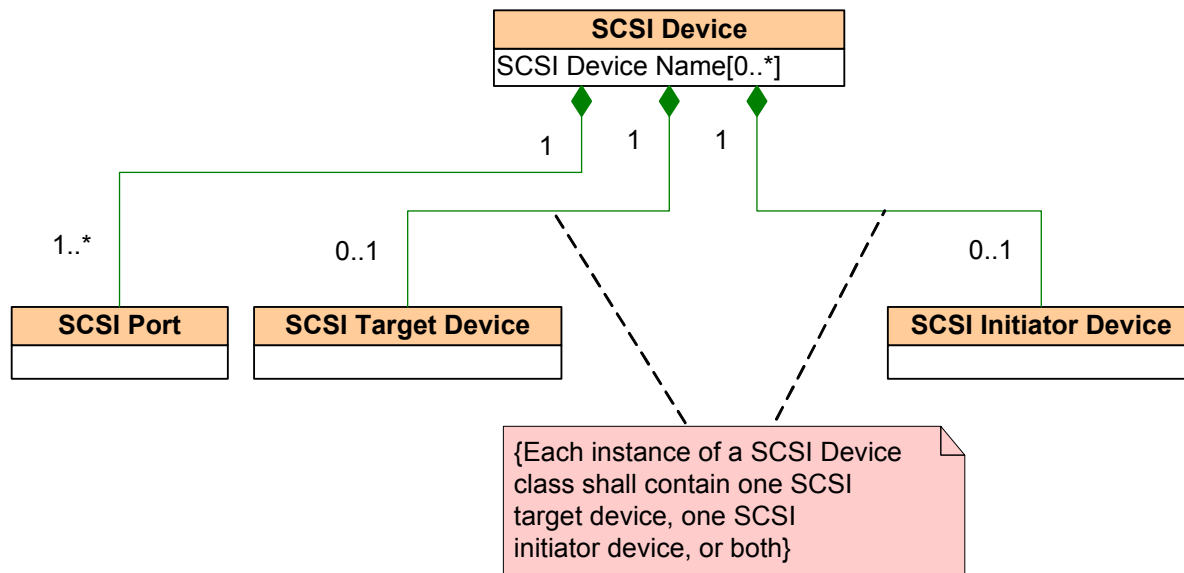 SCSI Device
SCSI Device Name[0..*]
1
1
1
1..*
0..1
0..1
SCSI Port
SCSI Target Device
SCSI Initiator Device
{Each instance of a SCSI Device
class shall contain one SCSI
target device, one SCSI
initiator device, or both}